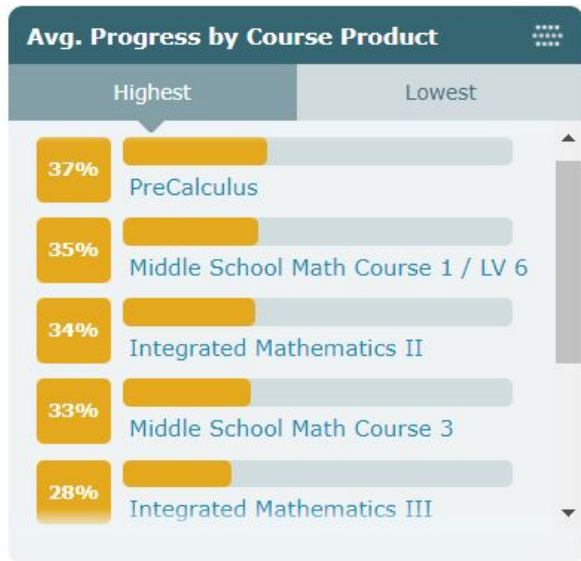 Avg. Progress by Course Product
Highest Lowest
37%
PreCalculus
35%
Middle School Math Course 1 / LV 6
34%
Integrated Mathematics II
33%
Middle School Math Course 3
28%
Integrated Mathematics III